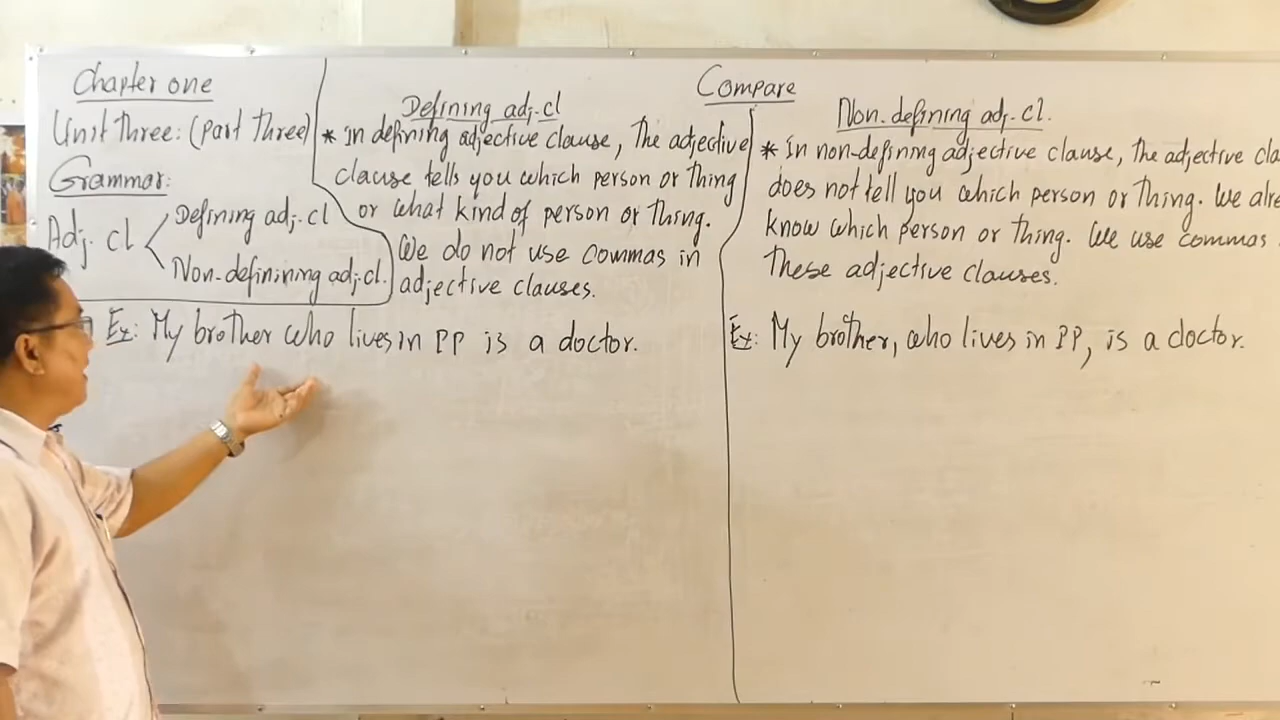 Chapter one
Unit Three: (part Three)
Grammar:
Adj. cl
Defining adj. cl
Non-definining adj. cl.
Compare
Defining adj. cl
* In defining adjective clause, The adjective
clause tells you which person or Thing
or what kind of person or Thing.
We do not use commas in
adjective clauses.
Ex: My brother who lives in PP is a doctor.
Non-defining adj. cl.
* In non-defining adjective clause, The adjective cla
does not tell you which person or Thing. We alre
know which person or Thing. We use commas
These adjective clauses.
Ex: My brother, who lives in PP, is a doctor.